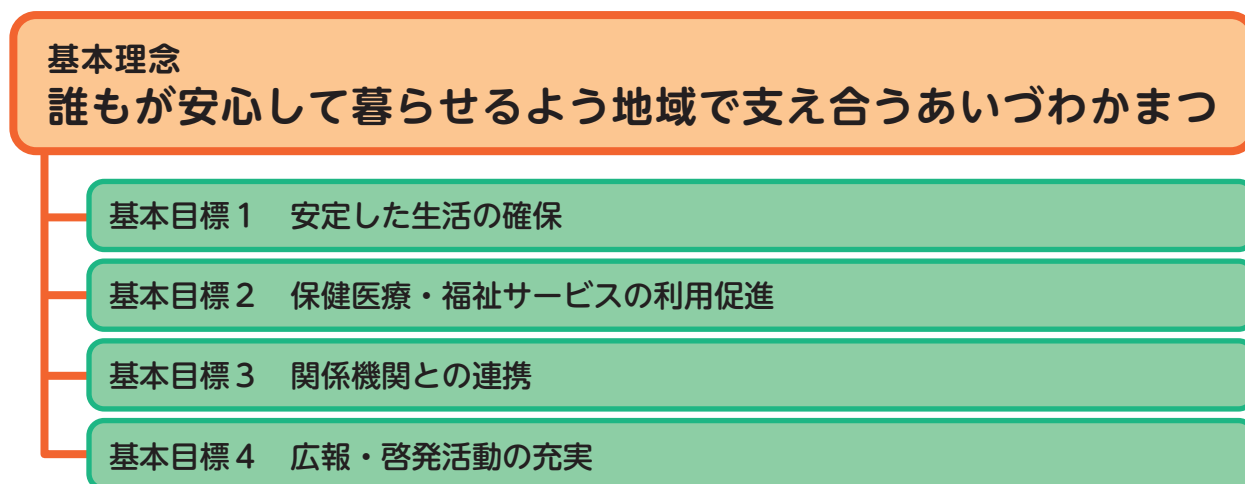 基本理念
誰もが安心して暮らせるよう地域で支え合うあいづわかまつ
基本目標１　安定した生活の確保
基本目標２　保健医療・福祉サービスの利用促進
基本目標３　関係機関との連携
基本目標４　広報・啓発活動の充実